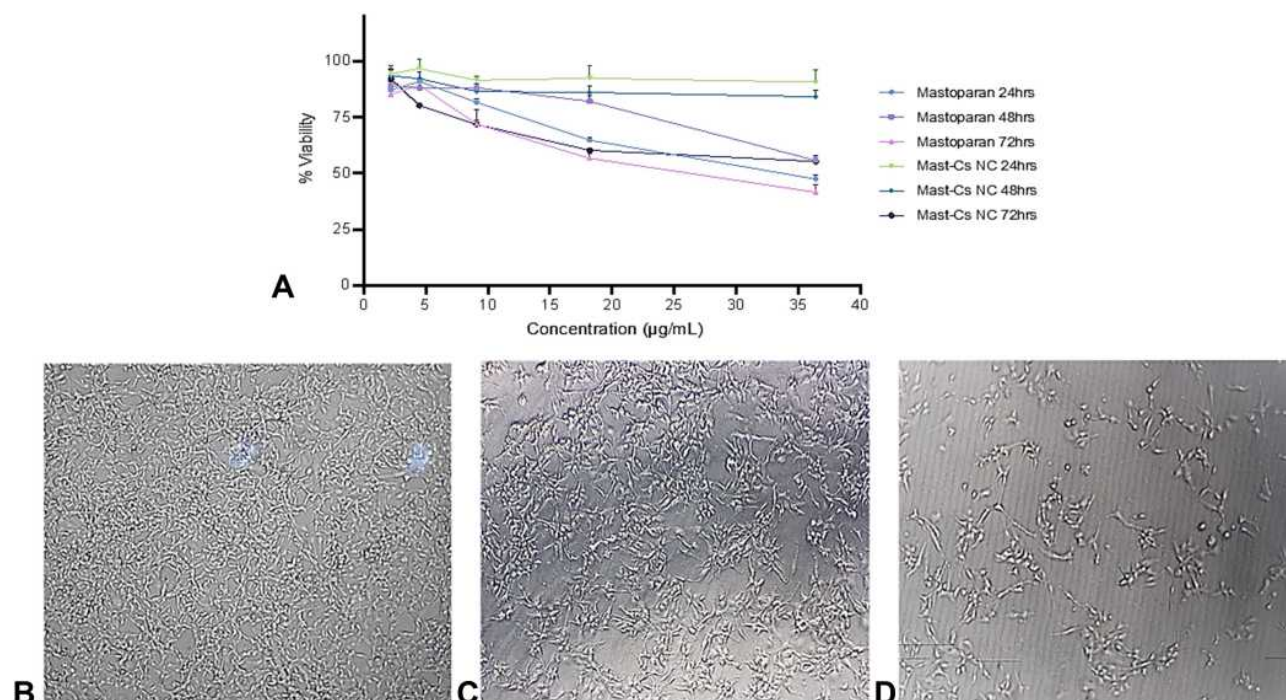 100
75
50
25
0
% Viability
0 5 10 15 20 25 30 35 40
Concentration (µg/mL)
Mastoparan 24hrs
Mastoparan 48hrs
Mastoparan 72hrs
Mast-Cs NC 24hrs
Mast-Cs NC 48hrs
Mast-Cs NC 72hrs
A
B
C
D